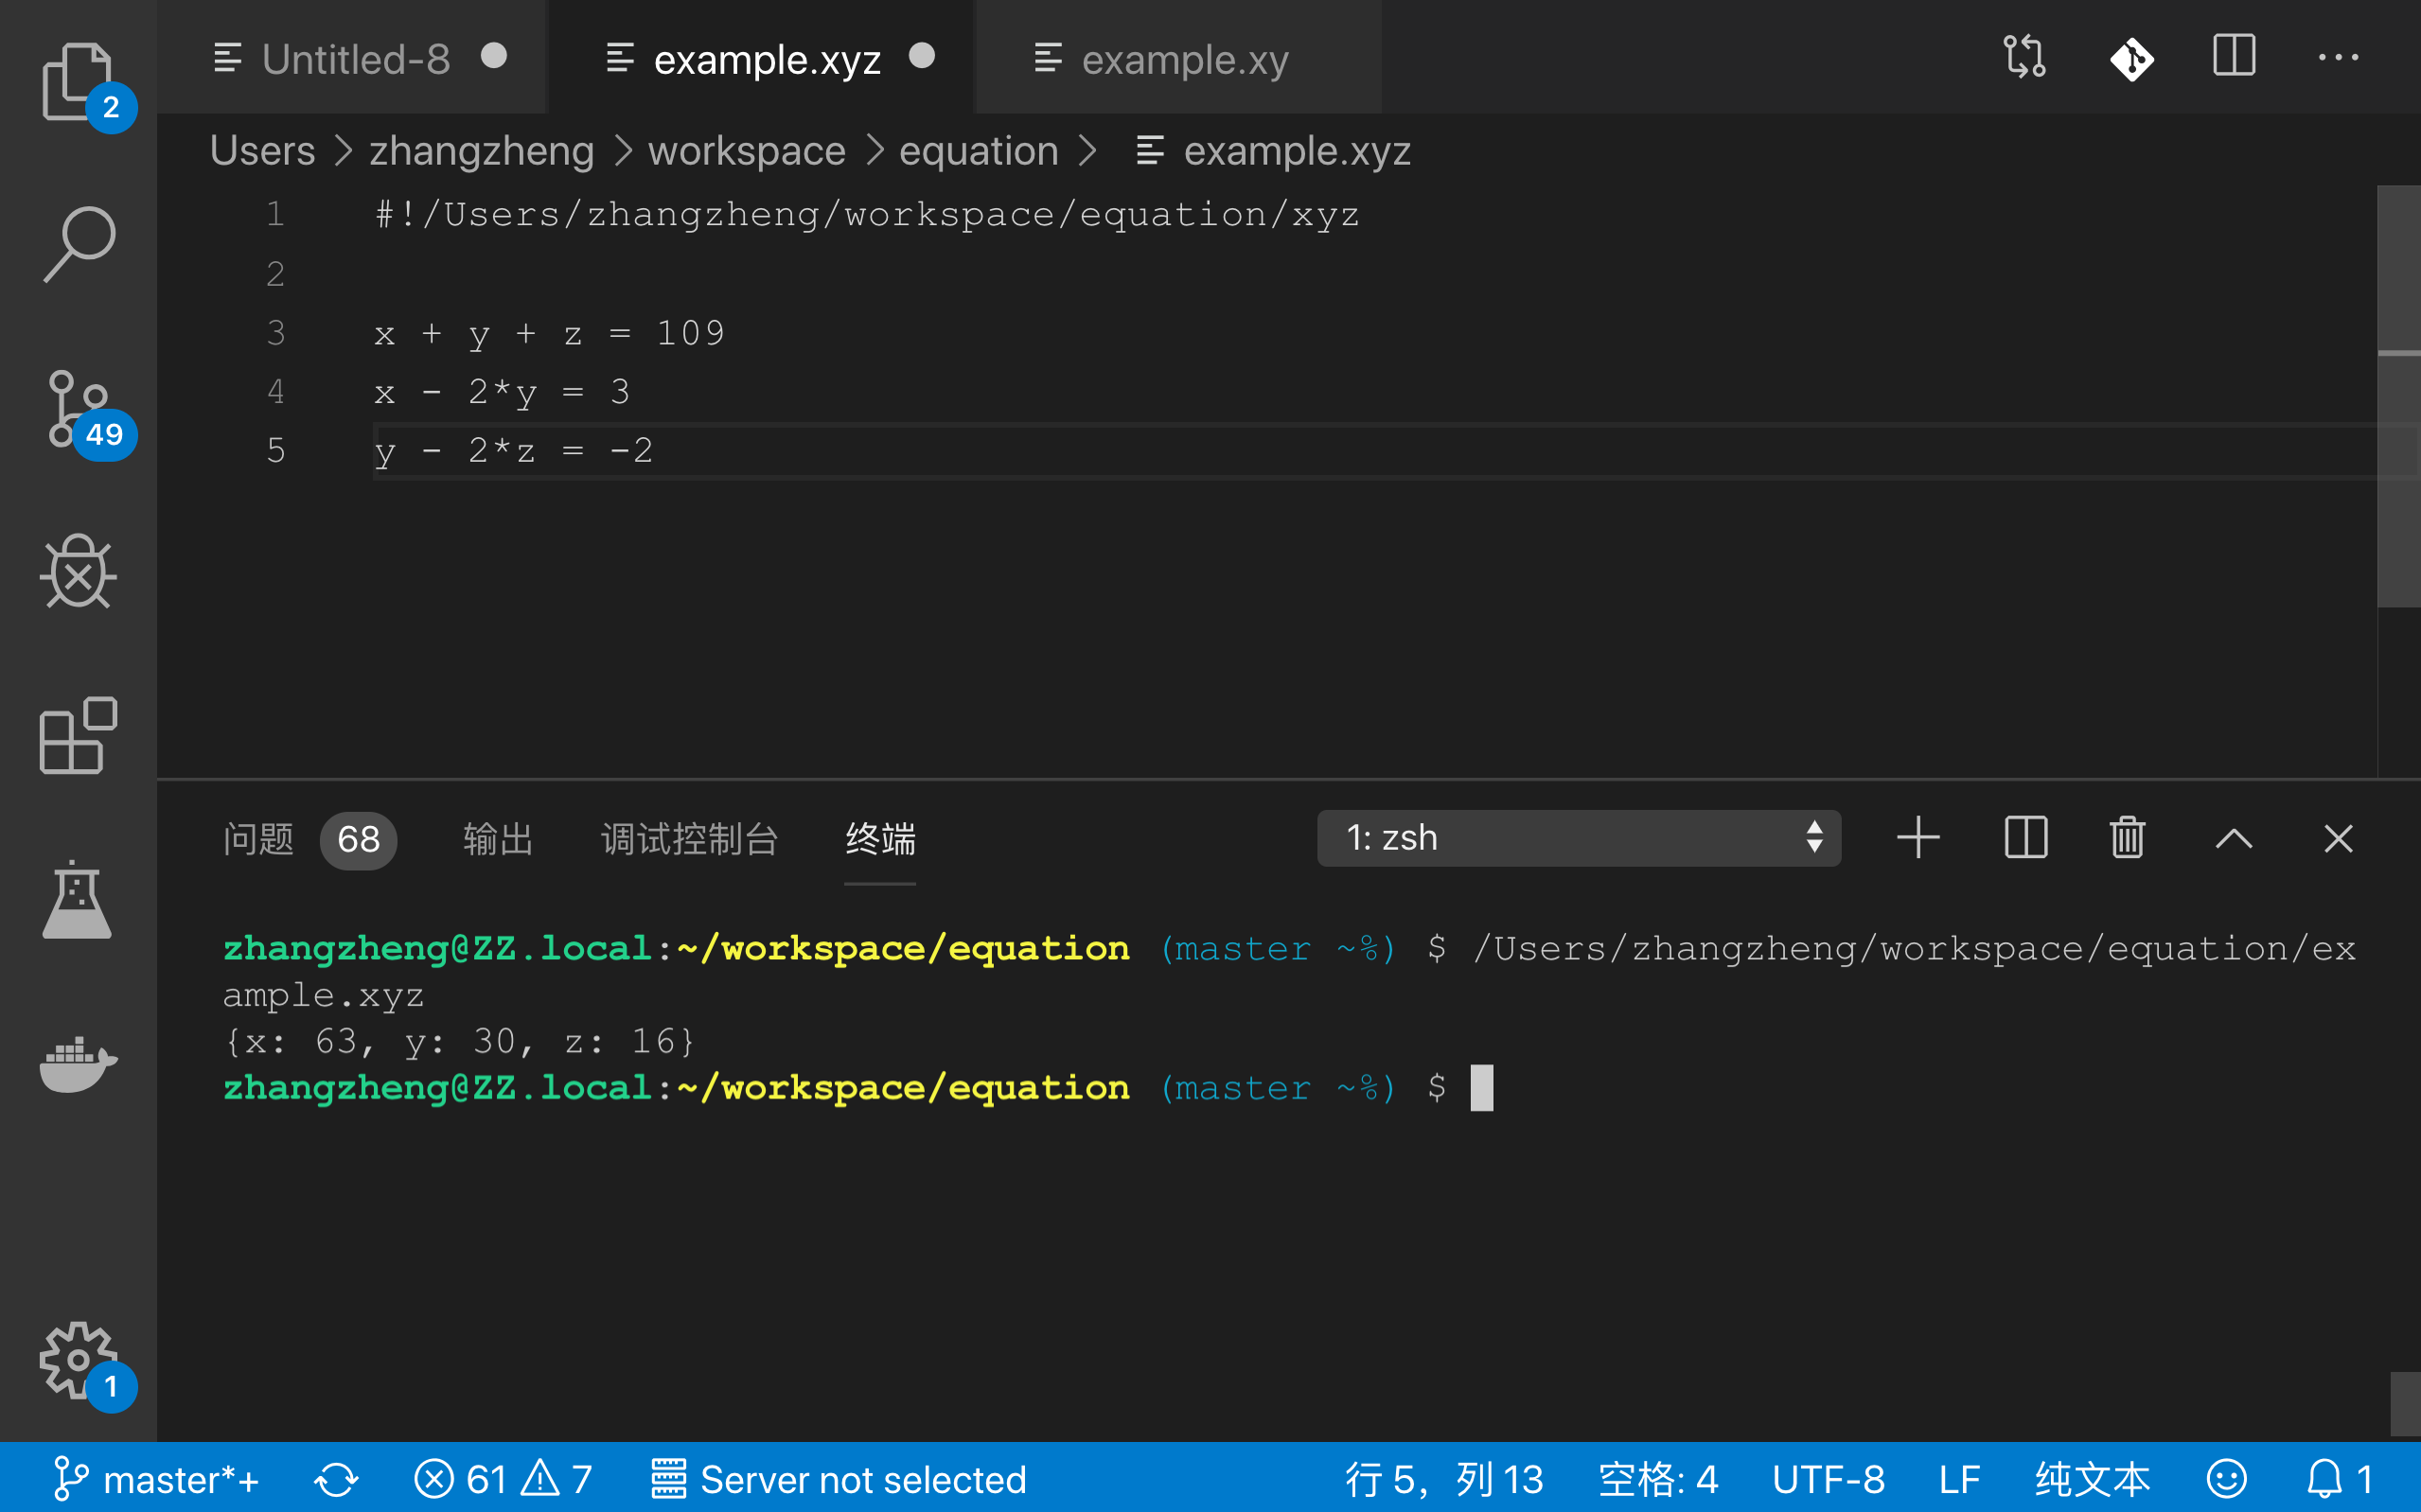 Untitled-8 example.xyz example.xy
2
Users > zhangzheng > workspace > equation > example.xyz
1 #!/Users/zhangzheng/workspace/equation/xyz
2
3 x + y + z = 109
4 x - 2*y = 3
5 y - 2*z = -2
49
问题 68 输出 调试控制台 终端 1: zsh
zhangzheng@ZZ.local:~/workspace/equation (master ~%) $ /Users/zhangzheng/workspace/equation/ex
ample.xyz
{x: 63, y: 30, z: 16}
zhangzheng@ZZ.local:~/workspace/equation (master ~%) $
1
master*+ 61 7 Server not selected 行 5，列 13 空格: 4 UTF-8 LF 纯文本 1